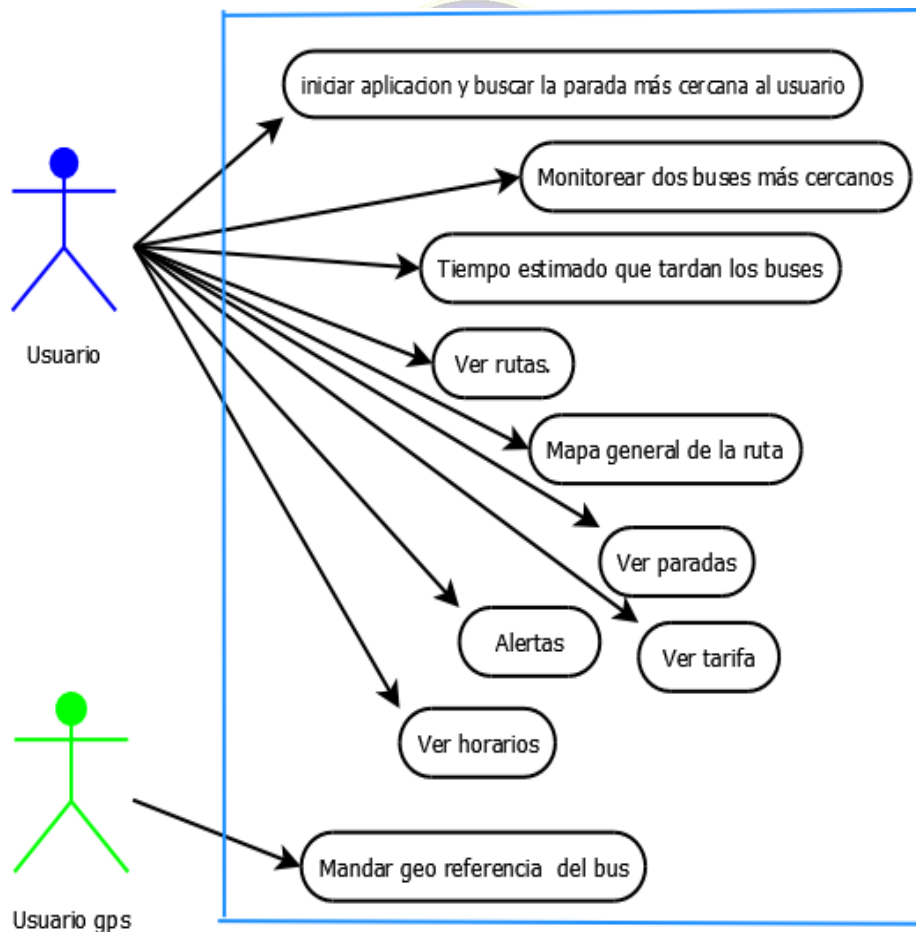 iniciar aplicacion y buscar la parada más cercana al usuario
Monitorear dos buses más cercanos
Tiempo estimado que tardan los buses
Usuario
Ver rutas.
Mapa general de la ruta
Ver paradas
Alertas
Ver tarifa
Ver horarios
Mandar geo referencia del bus
Usuario gps